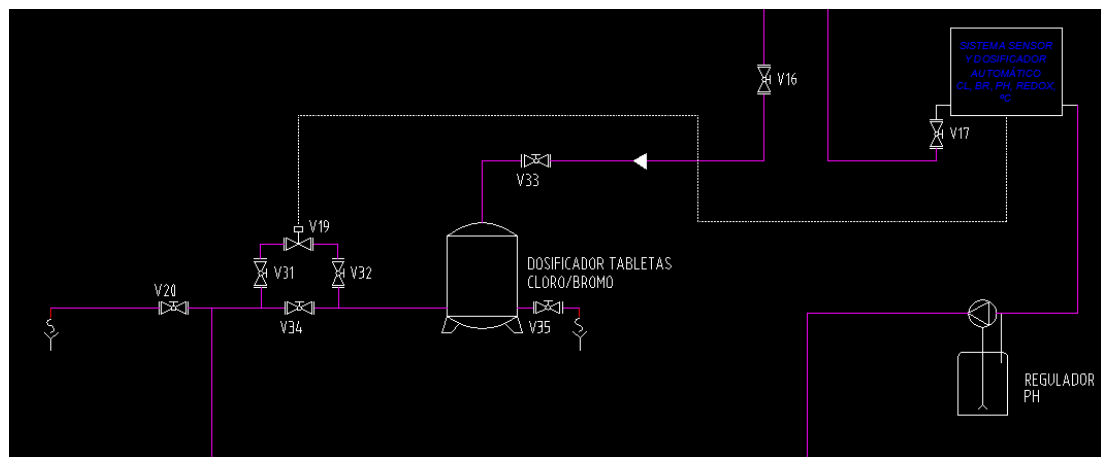 SISTEMA SENSOR
Y DOSIFICADOR
AUTOMÁTICO
CL, BR, PH, REDOX,
ºC
V16
V17
V33
V19
DOSIFICADOR TABLETAS
CLORO/BROMO
V31
V32
V20
V34
V35
REGULADOR
PH